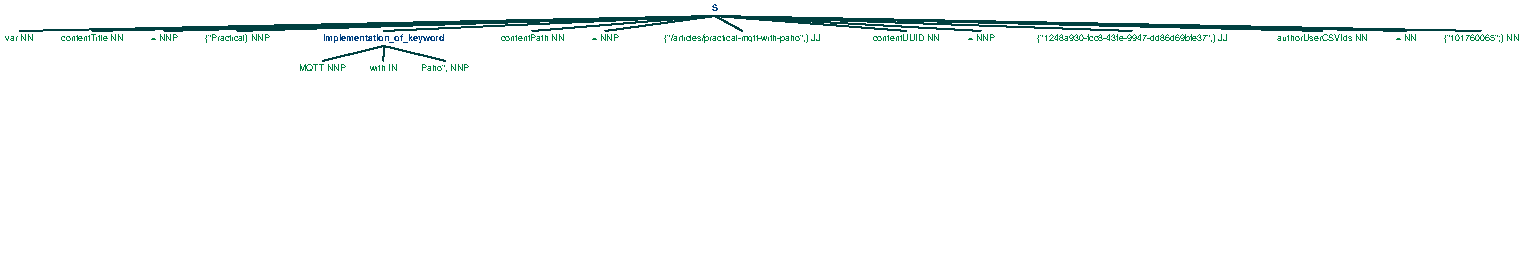 S
var NN contentTitle NN = NNP {"Practical} NNP Implementation_of_keyword contentPath NN = NNP {"/articles/practical-mqtt-with-paho",} JJ contentUUID NN = NNP {"1248a930-fcc8-43fe-9947-dd86d69bfe37",} JJ authorUserCSVIds NN = NN {"101760065";} NN
MQTT NNP with IN Paho", NNP